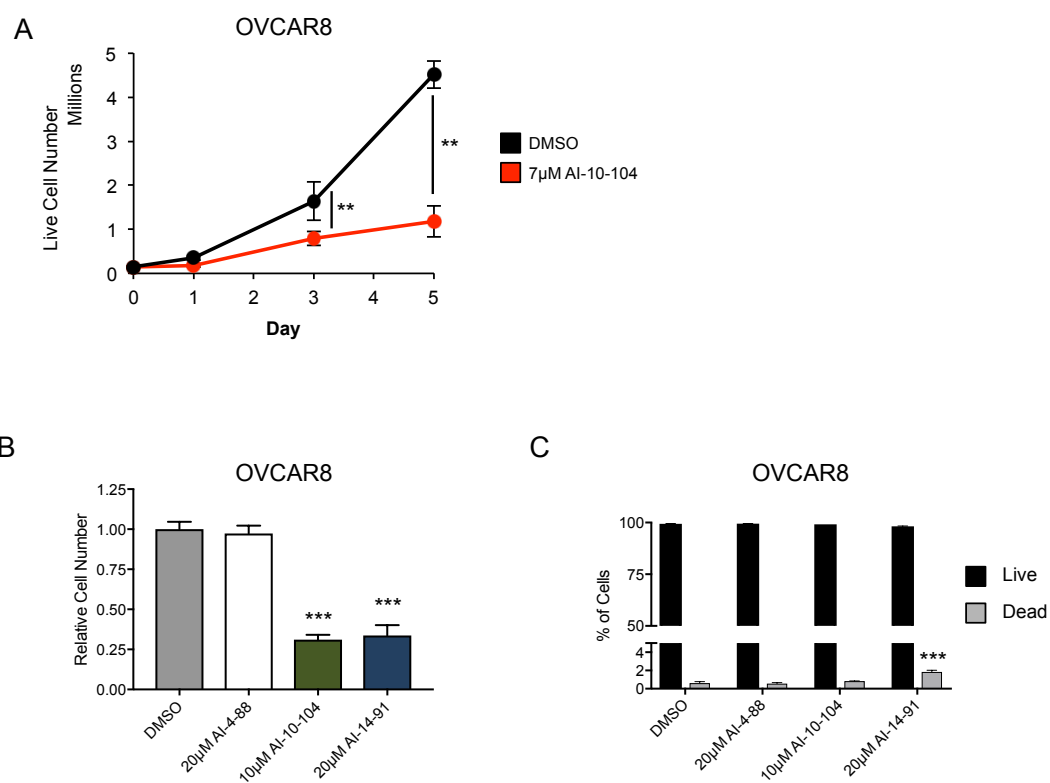 A
OVCAR8
Live Cell Number
Millions
5
4
3
2
1
0
**
**
0 1 2 3 4 5
Day
DMSO
7µM AI-10-104
B
OVCAR8
Relative Cell Number
1.25
1.00
0.75
0.50
0.25
0.00
***
***
DMSO
20µM AI-4-88
10µM AI-10-104
20µM AI-14-91
C
OVCAR8
% of Cells
100
75
50
4
2
0
***
DMSO
20µM AI-4-88
10µM AI-10-104
20µM AI-14-91
Live
Dead